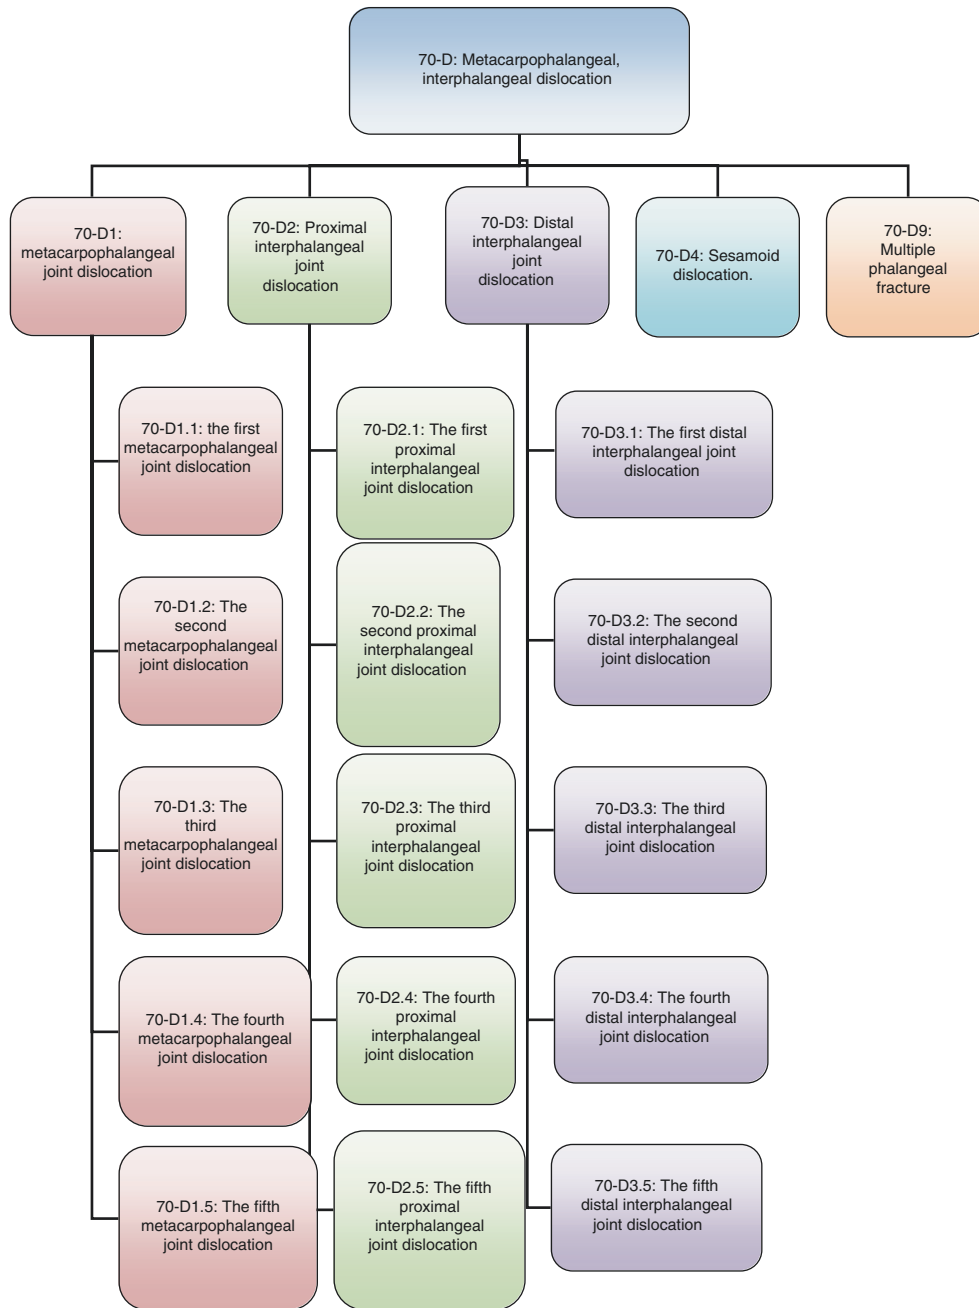 70-D: Metacarpophalangeal,
interphalangeal dislocation
70-D1:
metacarpophalangeal
joint dislocation
70-D2: Proximal
interphalangeal
joint
dislocation
70-D3: Distal
interphalangeal
joint
dislocation
70-D4: Sesamoid
dislocation.
70-D9:
Multiple
phalangeal
fracture
70-D1.1: the first
metacarpophalangeal
joint dislocation
70-D2.1: The first
proximal
interphalangeal
joint dislocation
70-D3.1: The first distal
interphalangeal joint
dislocation
70-D1.2: The
second
metacarpophalangeal
joint dislocation
70-D2.2: The
second proximal
interphalangeal
joint dislocation
70-D3.2: The second
distal interphalangeal
joint dislocation
70-D1.3: The
third
metacarpophalangeal
joint dislocation
70-D2.3: The third
proximal
interphalangeal
joint dislocation
70-D3.3: The third
distal interphalangeal
joint dislocation
70-D1.4: The fourth
metacarpophalangeal
joint dislocation
70-D2.4: The fourth
proximal
interphalangeal
joint dislocation
70-D3.4: The fourth
distal interphalangeal
joint dislocation
70-D1.5: The fifth
metacarpophalangeal
joint dislocation
70-D2.5: The fifth
proximal
interphalangeal
joint dislocation
70-D3.5: The fifth
distal interphalangeal
joint dislocation